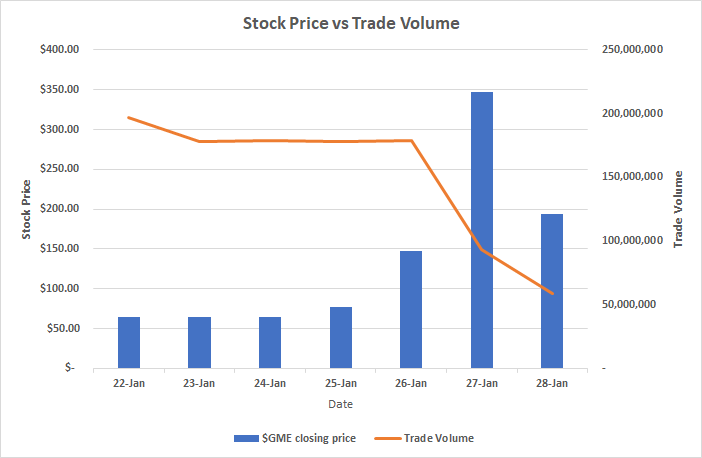 Stock Price vs Trade Volume
$400.00
$350.00
$300.00
$250.00
$200.00
$150.00
$100.00
$50.00
$-
Stock Price
250,000,000
200,000,000
150,000,000
100,000,000
50,000,000
-
Trade Volume
22-Jan 23-Jan 24-Jan 25-Jan 26-Jan 27-Jan 28-Jan
Date
$GME closing price Trade Volume